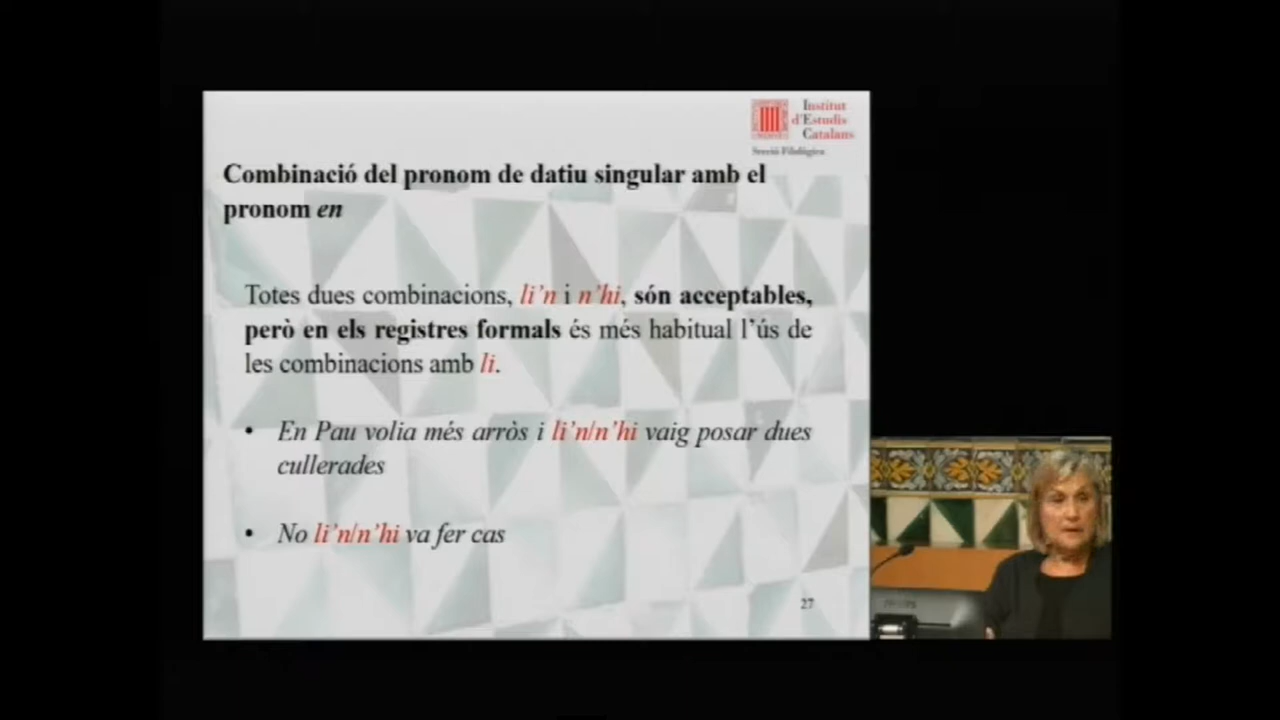 Institut
d'Estudis
Catalans
Secció Filològica
Combinació del pronom de datiu singular amb el
pronom en
Totes dues combinacions, li’n i n’hi, són acceptables,
però en els registres formals és més habitual l’ús de
les combinacions amb li.
• En Pau volia més arròs i li’n/n’hi vaig posar dues
cullerades
• No li’n/n’hi va fer cas
27